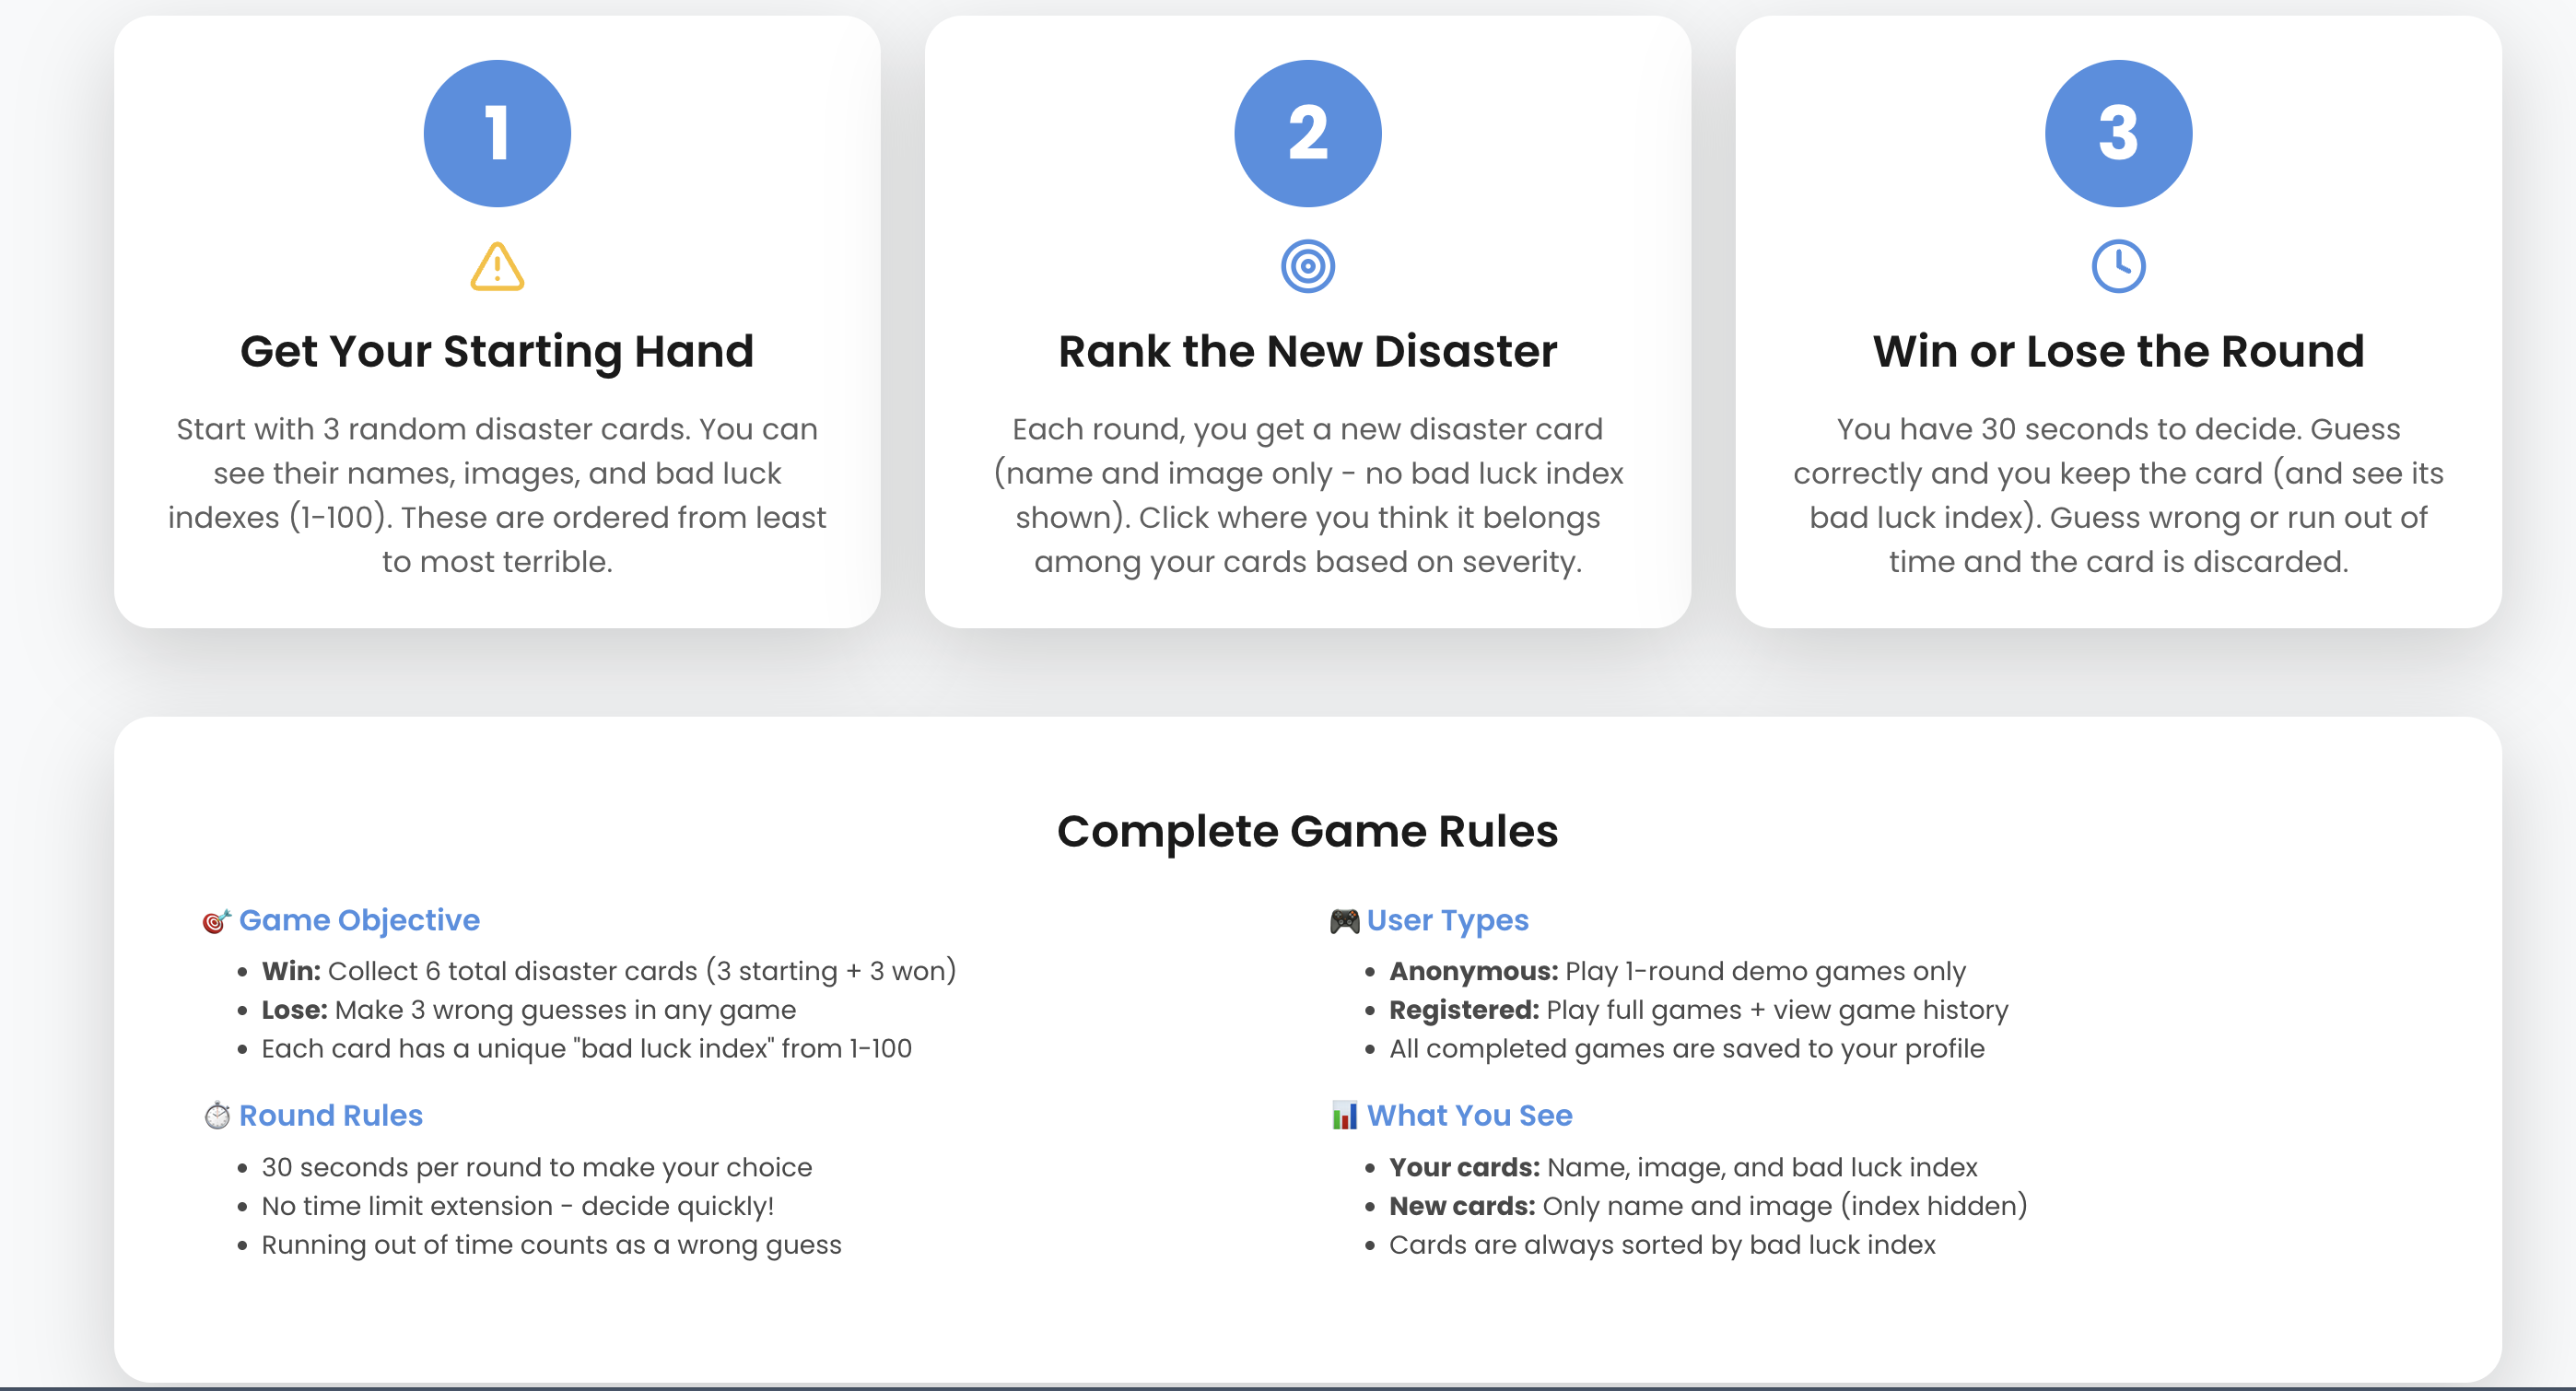 1
Get Your Starting Hand
Start with 3 random disaster cards. You can
see their names, images, and bad luck
indexes (1-100). These are ordered from least
to most terrible.
2
Rank the New Disaster
Each round, you get a new disaster card
(name and image only - no bad luck index
shown). Click where you think it belongs
among your cards based on severity.
3
Win or Lose the Round
You have 30 seconds to decide. Guess
correctly and you keep the card (and see its
bad luck index). Guess wrong or run out of
time and the card is discarded.
Complete Game Rules
🎯 Game Objective
• Win: Collect 6 total disaster cards (3 starting + 3 won)
• Lose: Make 3 wrong guesses in any game
• Each card has a unique "bad luck index" from 1-100
⏱️ Round Rules
• 30 seconds per round to make your choice
• No time limit extension - decide quickly!
• Running out of time counts as a wrong guess
🎮 User Types
• Anonymous: Play 1-round demo games only
• Registered: Play full games + view game history
• All completed games are saved to your profile
📊 What You See
• Your cards: Name, image, and bad luck index
• New cards: Only name and image (index hidden)
• Cards are always sorted by bad luck index